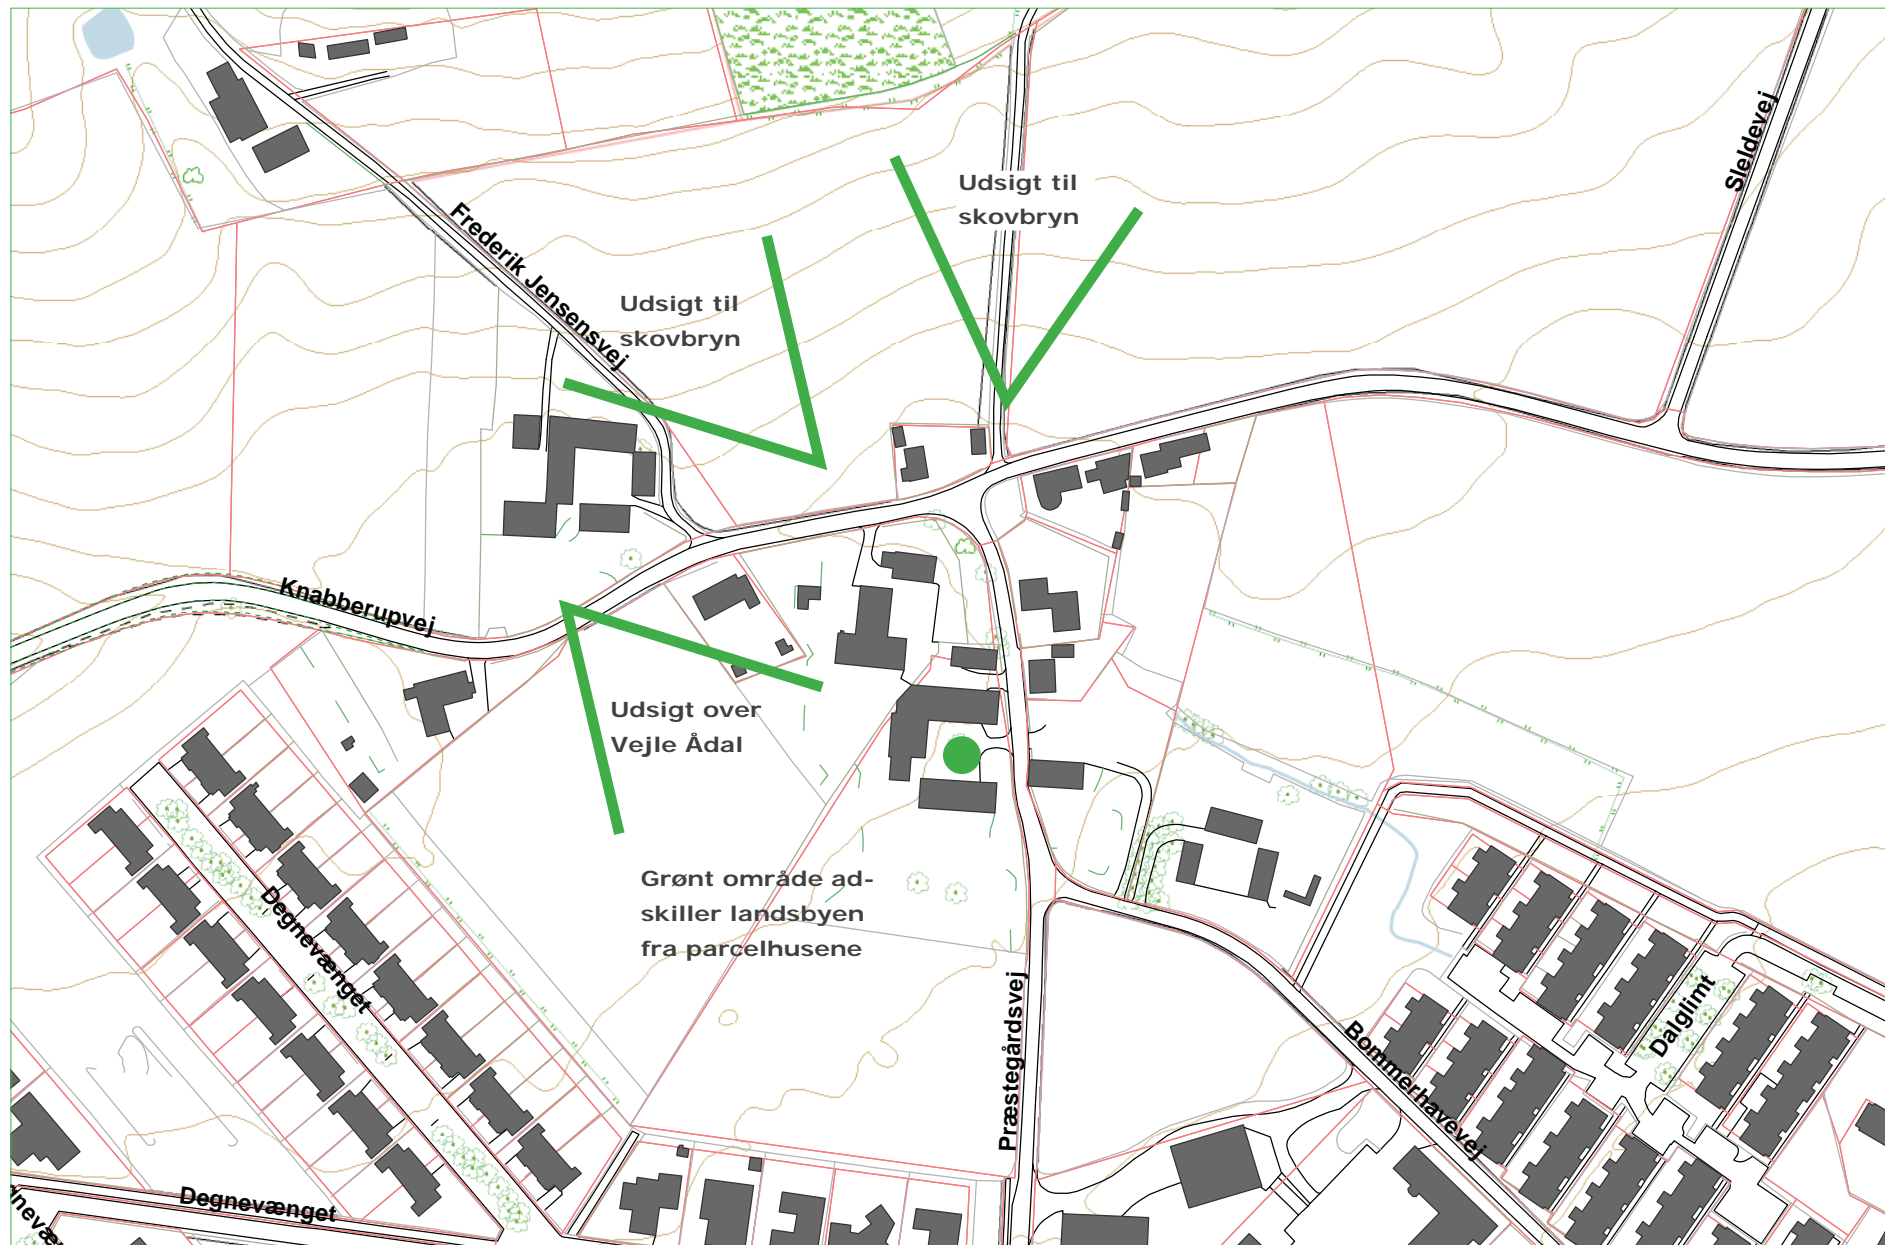 Sleldevej
Udsigt til
skovbryn
Frederik Jensensvej
Udsigt til
skovbryn
Knabberupvej
Udsigt over
Vejle Ådal
Grønt område ad-
skiller landsbyen
fra parcelhusene
Degnevænget
Præstegårdsvej
Dalglimt
Bommerhavevej
Degnevænget